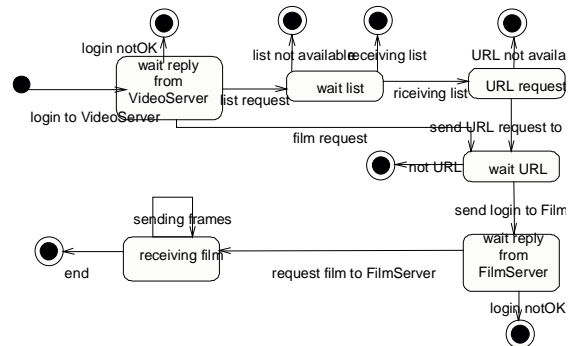 login notOK
list not available
receiving list
URL not availa
wait reply
from
VideoServer
wait list
URL request
list request
riceiving list
login to VideoServer
film request
send URL request to
not URL
wait URL
sending frames
send login to Film
wait reply
from
FilmServer
receiving film
end
request film to FilmServer
login notOK